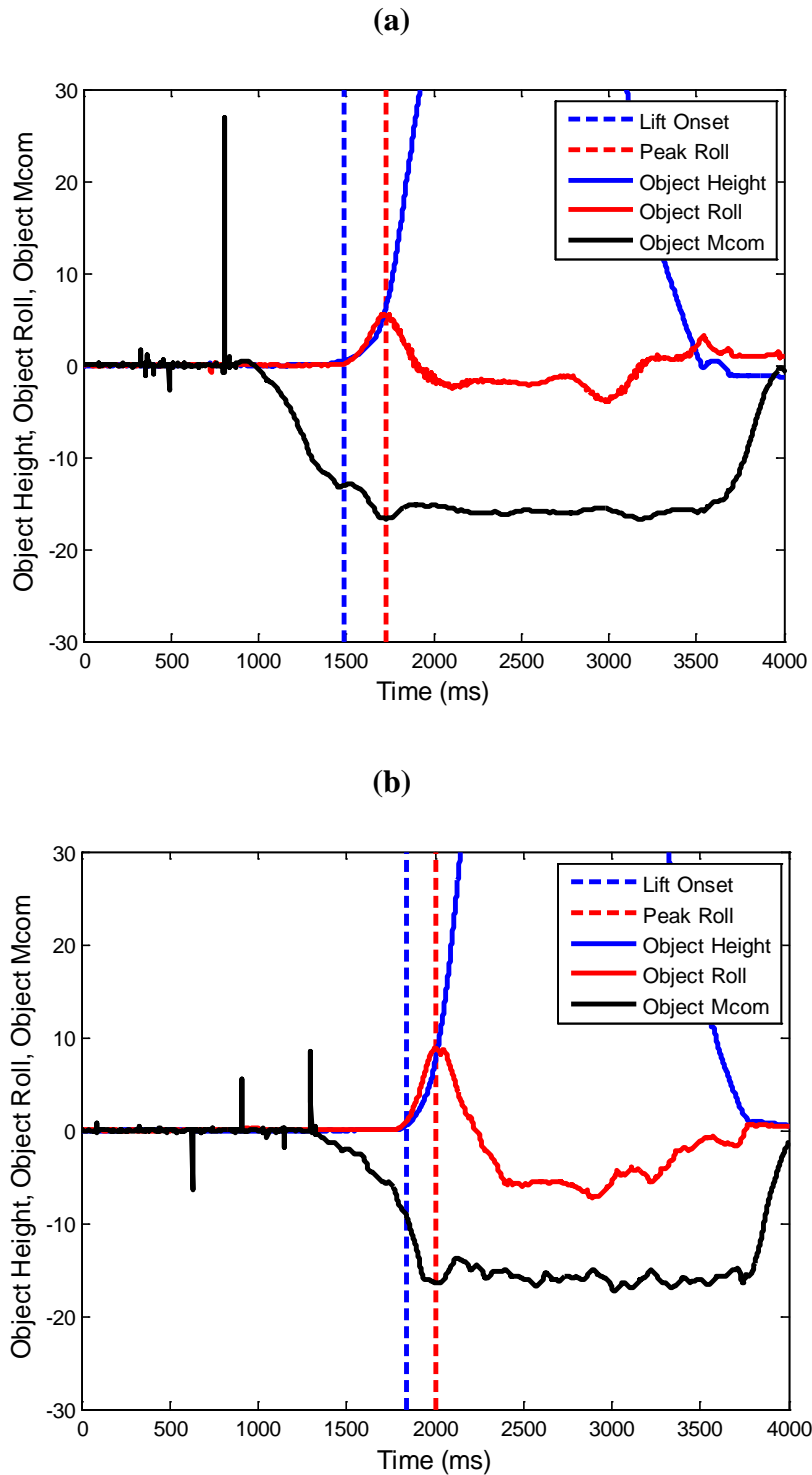 (a)
Object Height, Object Roll, Object Mcom
30
20
10
0
-10
-20
-30
0 500 1000 1500 2000 2500 3000 3500 4000
Time (ms)
Lift Onset
Peak Roll
Object Height
Object Roll
Object Mcom
(b)
Object Height, Object Roll, Object Mcom
30
20
10
0
-10
-20
-30
0 500 1000 1500 2000 2500 3000 3500 4000
Time (ms)
Lift Onset
Peak Roll
Object Height
Object Roll
Object Mcom